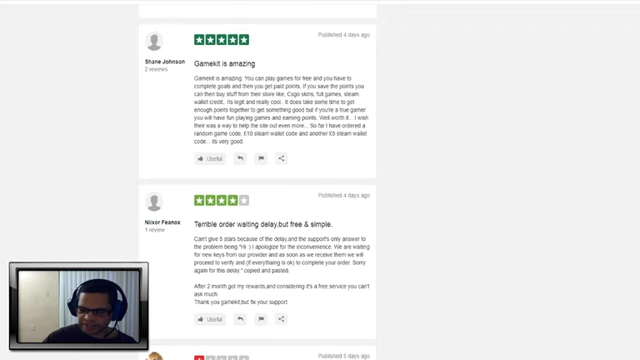 Published 4 days ago
Shane Johnson
2 reviews
Gamekit is amazing
Gamekit is amazing. You can play games for free and you have to
complete goals and then you get paid points. If you save the points you
can then buy stuff from their store like. Csgo skins, full games, steam
wallet credit.. its legit and really cool.. It does take some time to get
enough points together to get something good but if you're a true gamer
you will have fun playing games and earning points. Well worth it... I wish
their was a way to help the site out even more... So far I have ordered a
random game code, £10 steam wallet code and another £5 steam wallet
code... its very good.
Useful
Published 4 days ago
Niixor Feanox
1 review
Terrible order waiting delay,but free & simple.
Can't give 5 stars because of the delay,and the support's only answer to
the problem being "Hi :) I apologize for the inconvenience. We are waiting
for new keys from our provider and as soon as we receive them we will
proceed to verify and (if everything is ok) to complete your order. Sorry
again for this delay." copied and pasted.
After 2 month,got my rewards,and considering it's a free service you can't
ask much.
Thank you gamekit,but fix your support
Useful
Published 5 days ago